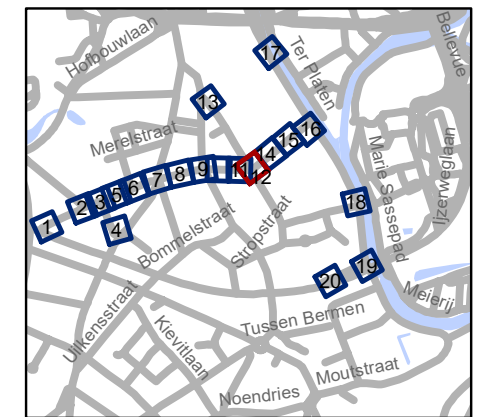 Hofbouwlaan
Ter Platen
Bellevue
17
13
Merelstraat
16
15
14
IJzerweglaan
Marie Sassepad
12
9
8
7
6
5
3
2
1
4
18
Bommelstraat
Stropstraat
19
20
Meierij
Uilkensstraat
Tussen Bermen
Kievitlaan
Moutstraat
Noendries